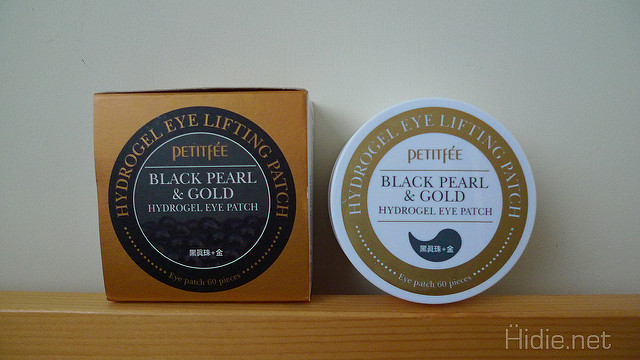 HYDROGEL EYE LIFTING PATCH
PETITFÉE
BLACK PEARL
& GOLD
HYDROGEL EYE PATCH
黑眞珠+金
Eye patch 60 pieces
HYDROGEL EYE LIFTING PATCH
PETITFÉE
BLACK PEARL
& GOLD
HYDROGEL EYE PATCH
黑眞珠+金
Eye patch 60 pieces
Hidie.net